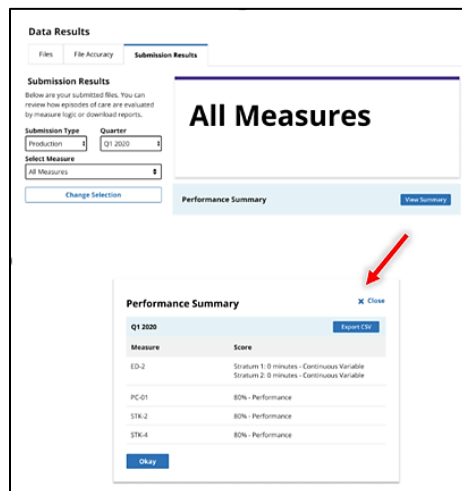 Data Results
Files File Accuracy Submission Results
Submission Results
Below are your submitted files. You can
review how episodes of care are evaluated
by measure logic or download reports.
Submission Type Quarter
Production Q1 2020
Select Measure
All Measures
Change Selection
All Measures
Performance Summary View Summary
Performance Summary
× Close
Q1 2020 Export CSV
Measure Score
ED-2 Stratum 1: 0 minutes - Continuous Variable
Stratum 2: 0 minutes - Continuous Variable
PC-01 80% - Performance
STK-2 80% - Performance
STK-4 80% - Performance
Okay